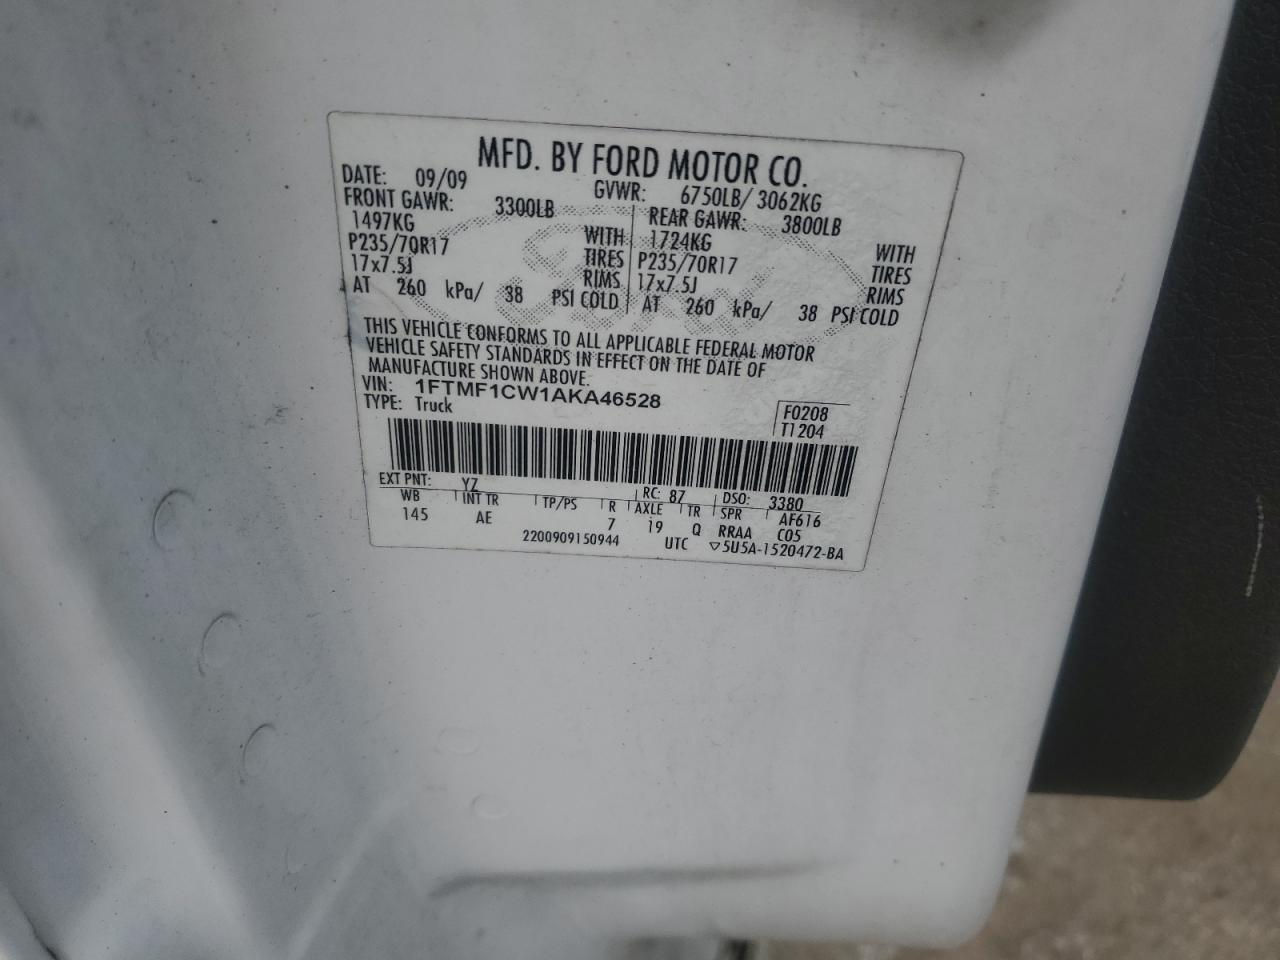 MFD. BY FORD MOTOR CO.
DATE: 09/09 GVWR: 6750LB/ 3062KG
FRONT GAWR: 3300LB REAR GAWR: 3800LB
1497KG WITH 1724KG WITH
P235/70R17 TIRES P235/70R17 TIRES
17x7.5J RIMS 17x7.5J RIMS
AT 260 kPa/ 38 PSI COLD AT 260 kPa/ 38 PSI COLD
THIS VEHICLE CONFORMS TO ALL APPLICABLE FEDERAL MOTOR
VEHICLE SAFETY STANDARDS IN EFFECT ON THE DATE OF
MANUFACTURE SHOWN ABOVE.
VIN: 1FTMF1CW1AKA46528
TYPE: Truck
F0208
T1204
EXT PNT: YZ RC: 87 DSO: 3380
WB INT TR TP/PS R AXLE TR SPR AF616
145 AE 7 19 Q RRAA C05
2200909150944 UTC ▽5U5A-1520472-BA